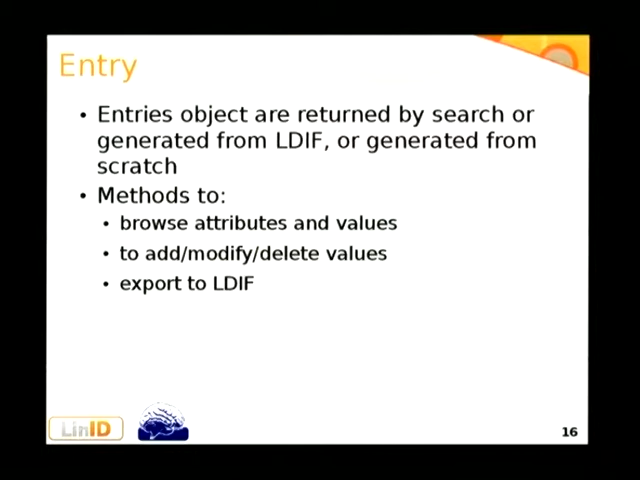 Entry
• Entries object are returned by search or
generated from LDIF, or generated from
scratch
• Methods to:
• browse attributes and values
• to add/modify/delete values
• export to LDIF
LinID
16